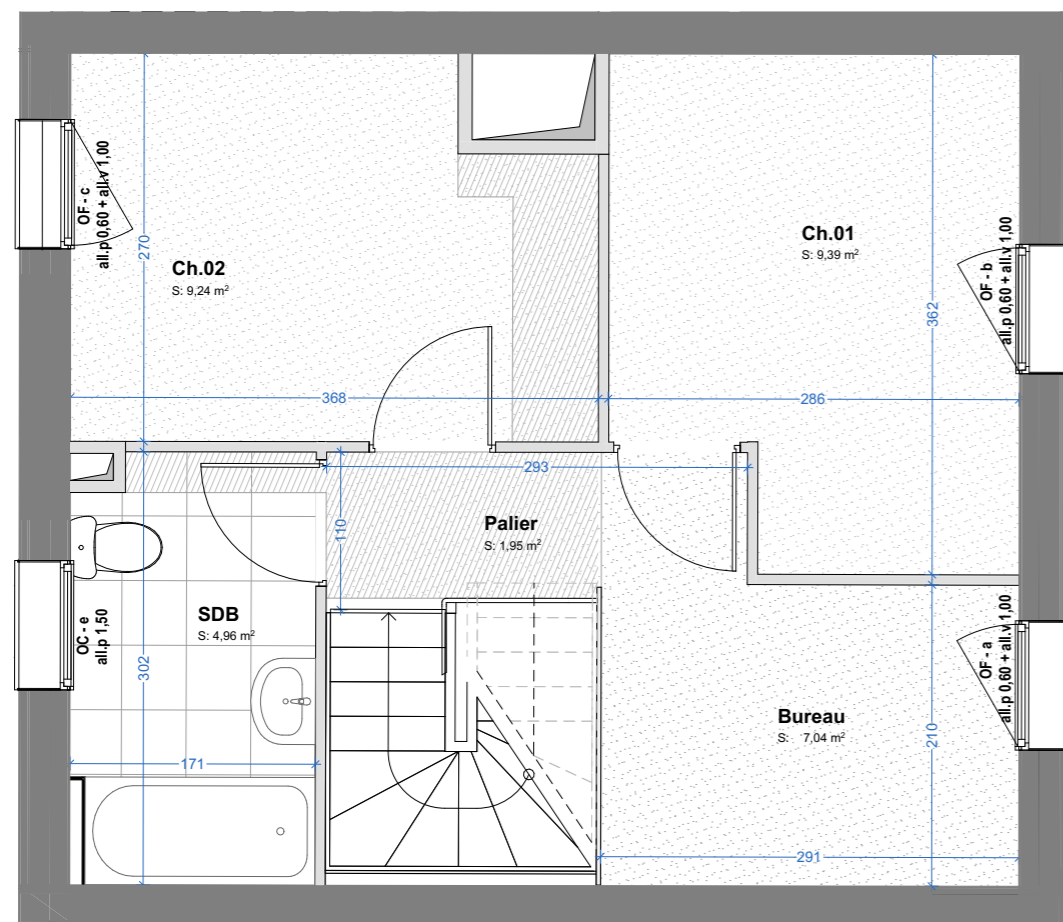 OF - c
all.p 0,60 + all.v 1,00
270
Ch.02
S: 9,24 m²
Ch.01
S: 9,39 m²
OF - b
all.p 0,60 + all.v 1,00
362
368
286
293
110
Palier
S: 1,95 m²
OC - e
all.p 1,50
SDB
S: 4,96 m²
302
171
OF - a
all.p 0,60 + all.v 1,00
Bureau
S: 7,04 m²
210
291